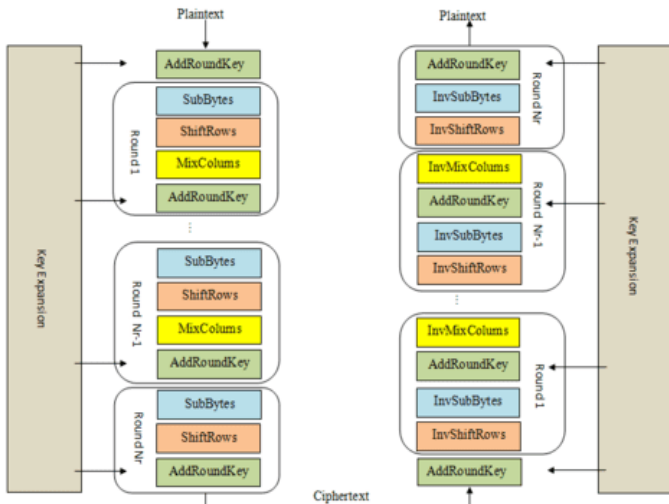 Plaintext
Key Expansion
AddRoundKey
Round 1
SubBytes
ShiftRows
MixColums
AddRoundKey
...
Round Nr-1
SubBytes
ShiftRows
MixColums
AddRoundKey
Round Nr
SubBytes
ShiftRows
AddRoundKey
Ciphertext
Plaintext
AddRoundKey
InvSubBytes
InvShiftRows
Round Nr
InvMixColums
AddRoundKey
InvSubBytes
InvShiftRows
Round Nr-1
...
InvMixColums
AddRoundKey
InvSubBytes
InvShiftRows
Round 1
AddRoundKey
Key Expansion